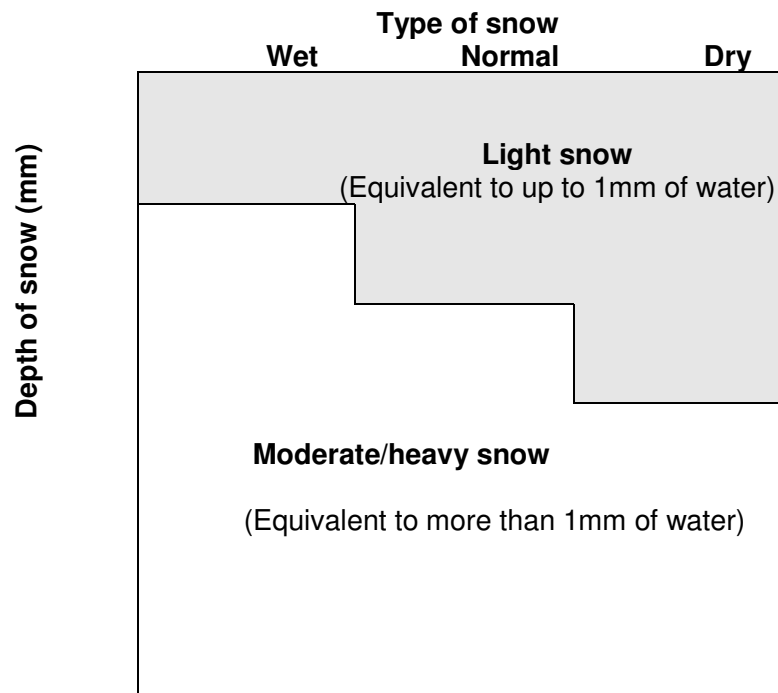 Type of snow
Wet Normal Dry
Depth of snow (mm)
Light snow
(Equivalent to up to 1mm of water)
Moderate/heavy snow
(Equivalent to more than 1mm of water)